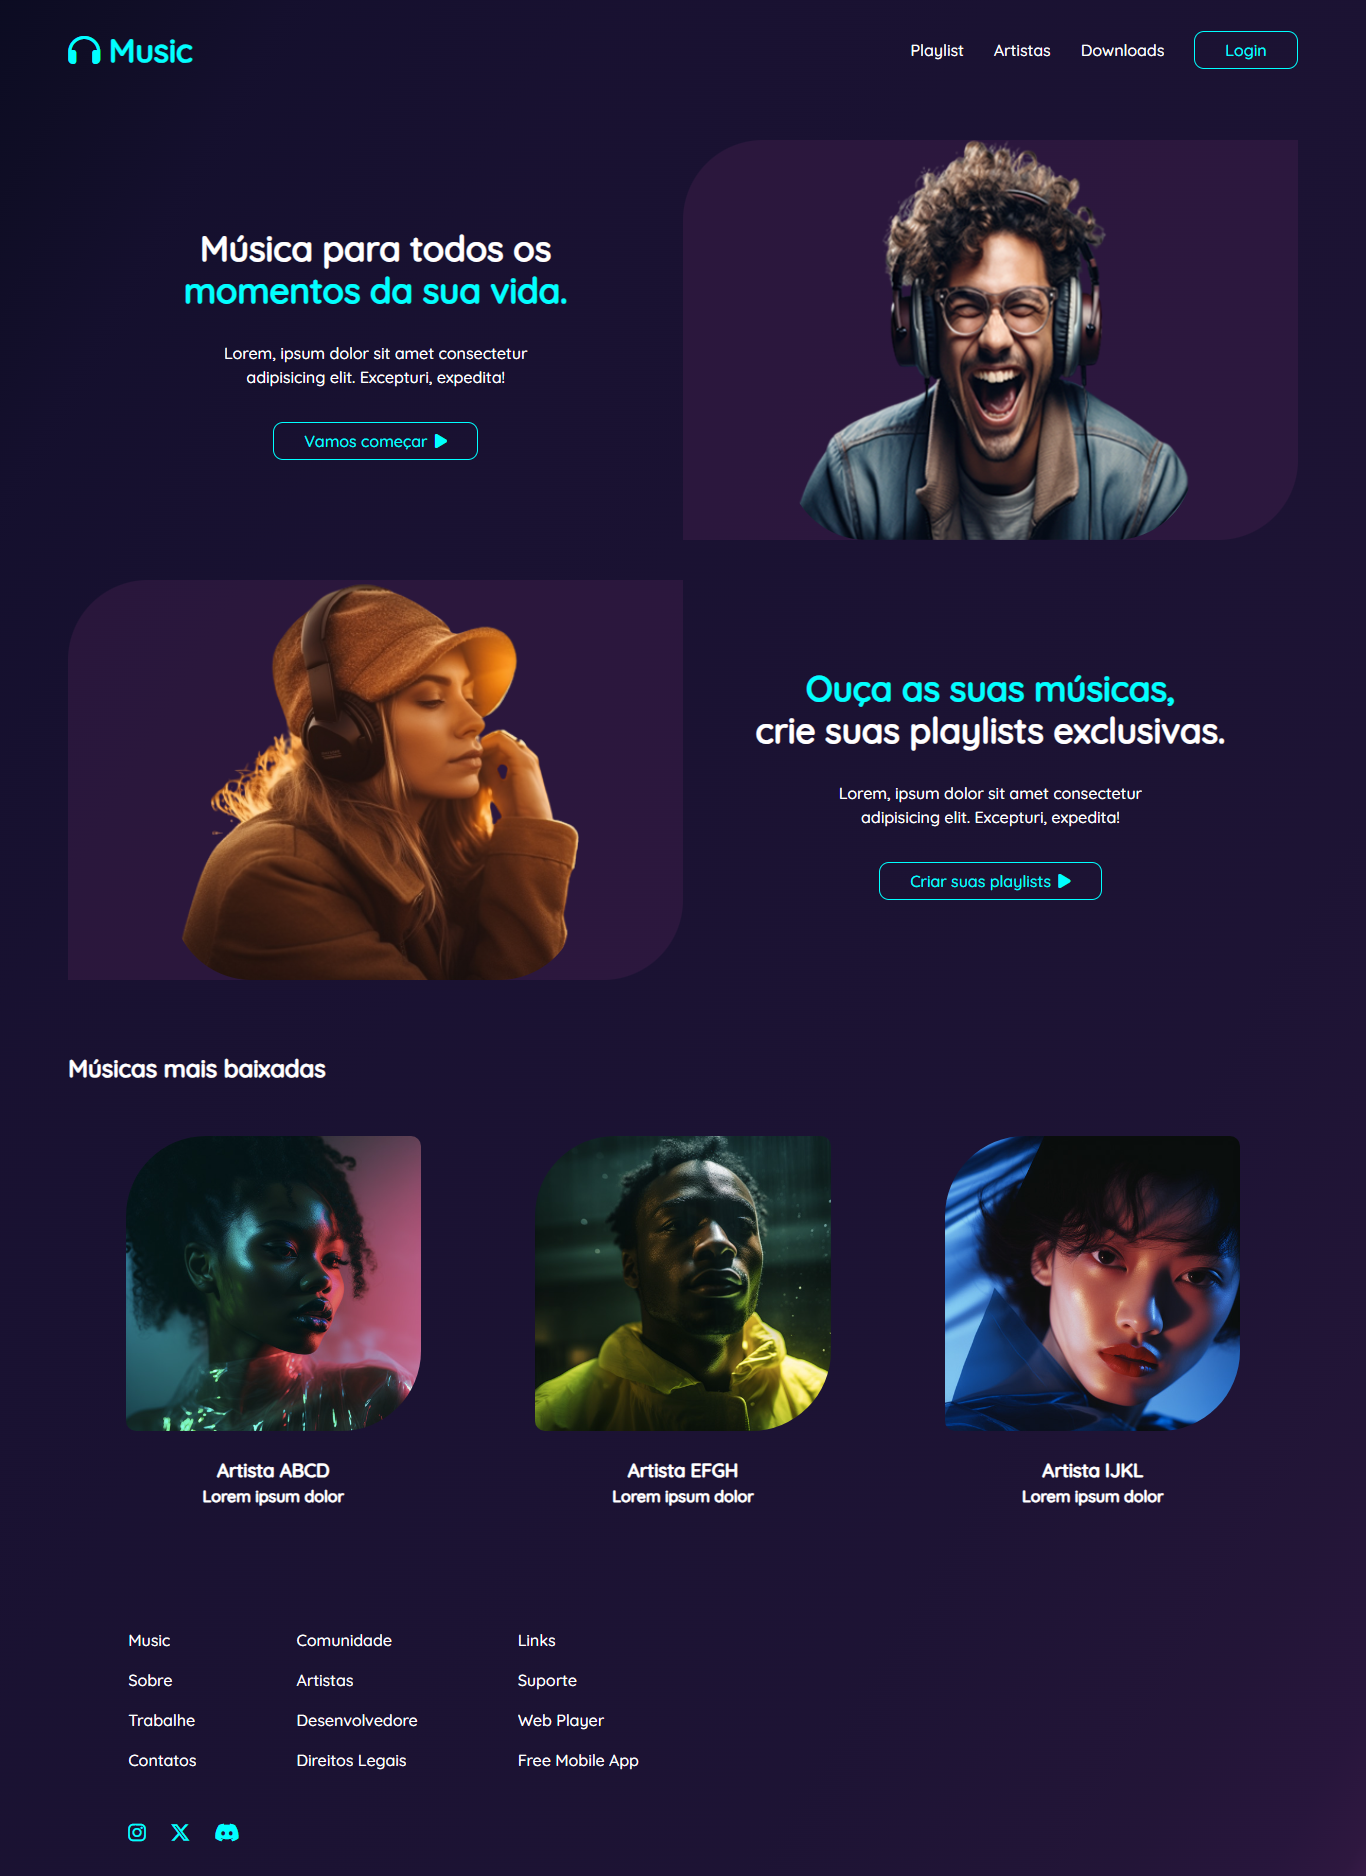 Music
Playlist
Artistas
Downloads
Login
Música para todos os
momentos da sua vida.
Lorem, ipsum dolor sit amet consectetur
adipisicing elit. Excepturi, expedita!
Vamos começar
Ouça as suas músicas,
crie suas playlists exclusivas.
Lorem, ipsum dolor sit amet consectetur
adipisicing elit. Excepturi, expedita!
Criar suas playlists
Músicas mais baixadas
Artista ABCD
Lorem ipsum dolor
Artista EFGH
Lorem ipsum dolor
Artista IJKL
Lorem ipsum dolor
Music
Sobre
Trabalhe
Contatos
Comunidade
Artistas
Desenvolvedore
Direitos Legais
Links
Suporte
Web Player
Free Mobile App